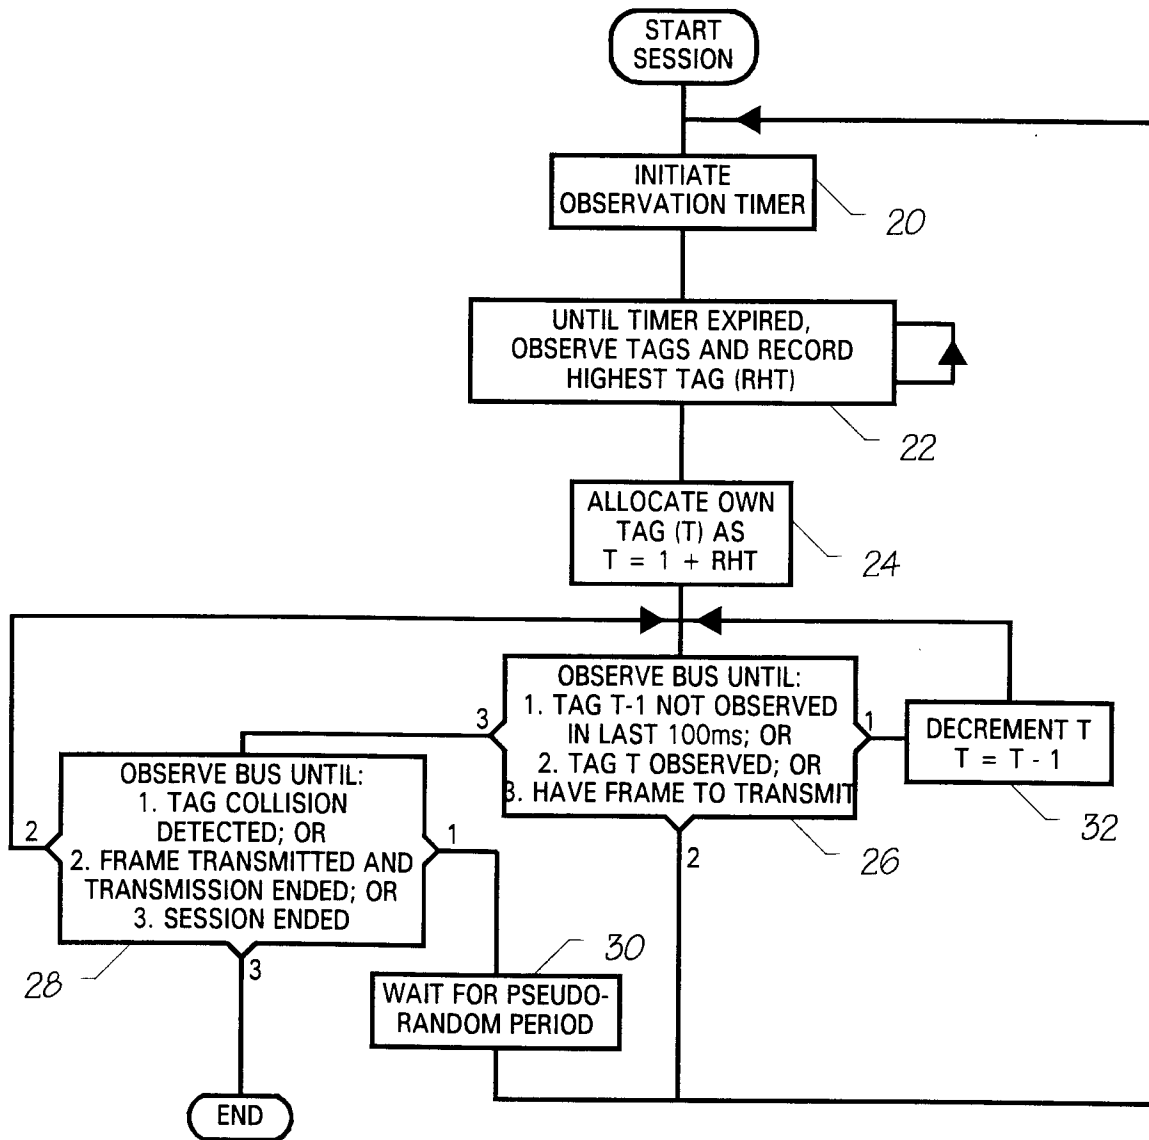 START
SESSION
INITIATE
OBSERVATION TIMER
20
UNTIL TIMER EXPIRED,
OBSERVE TAGS AND RECORD
HIGHEST TAG (RHT)
22
ALLOCATE OWN
TAG (T) AS
T = 1 + RHT
24
OBSERVE BUS UNTIL:
1. TAG T-1 NOT OBSERVED
IN LAST 100ms; OR
2. TAG T OBSERVED; OR
3. HAVE FRAME TO TRANSMIT
3
1
2
26
DECREMENT T
T = T - 1
32
OBSERVE BUS UNTIL:
1. TAG COLLISION
DETECTED; OR
2. FRAME TRANSMITTED AND
TRANSMISSION ENDED; OR
3. SESSION ENDED
2
1
3
28
30
WAIT FOR PSEUDO-
RANDOM PERIOD
END